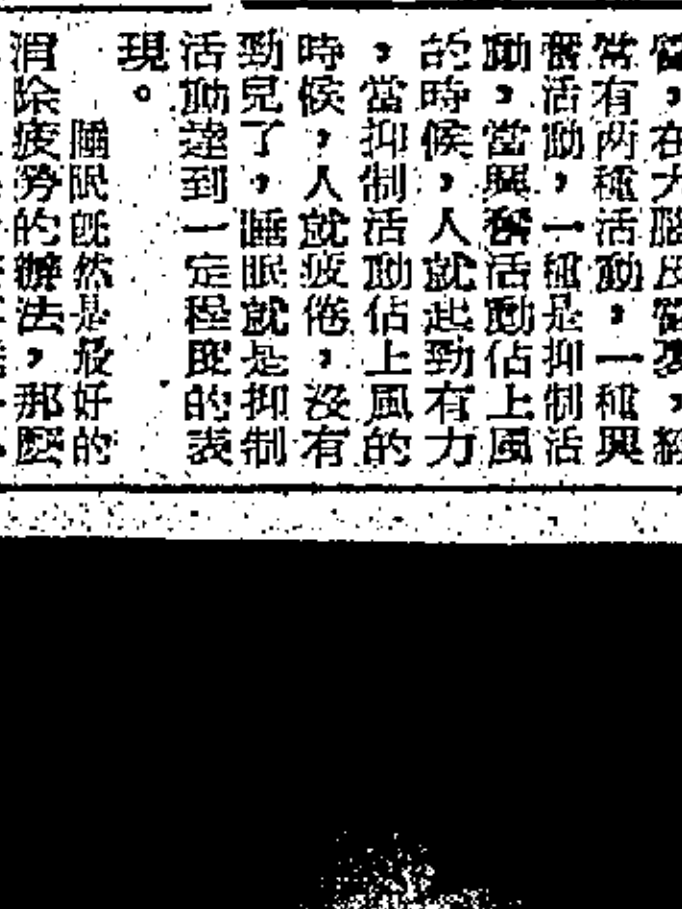 ，在大腦皮當裏，經
常有两種活動，一種興
奮活動，一種是抑制活
動，當興奮活動佔上風
的時候，人就起勁有力
，當抑制活動佔上風的
時候，人就疲倦，沒有
勁兒了，睡眠就是抑制
活動達到一定程度的表
現。
睡眠旣然是最好的
消除疲勞的辦法，那麽